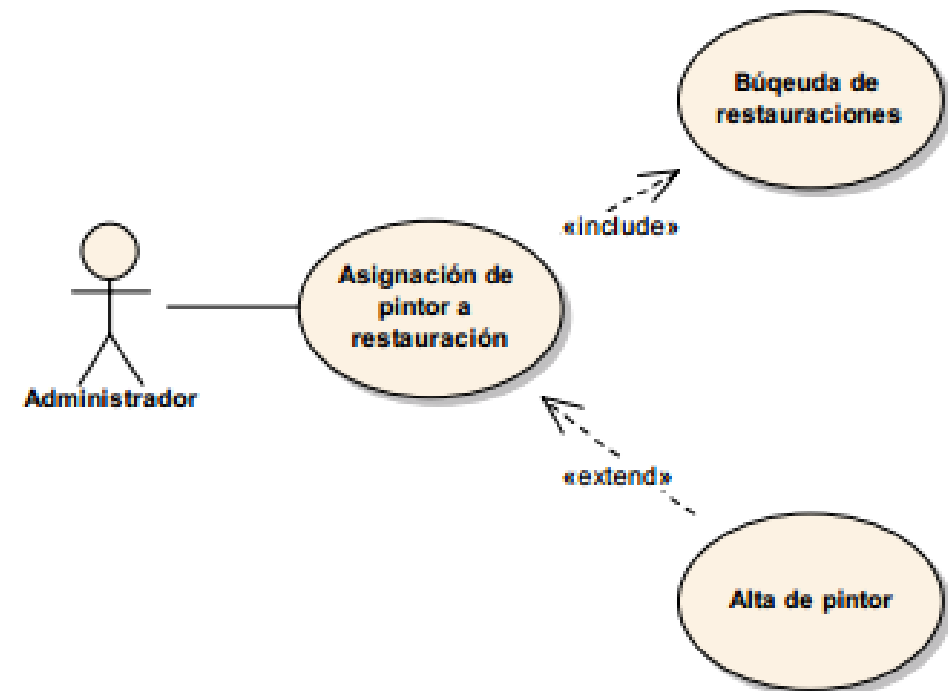 Búqeuda de
restauraciones
«include»
Asignación de
pintor a
restauración
Administrador
«extend»
Alta de pintor